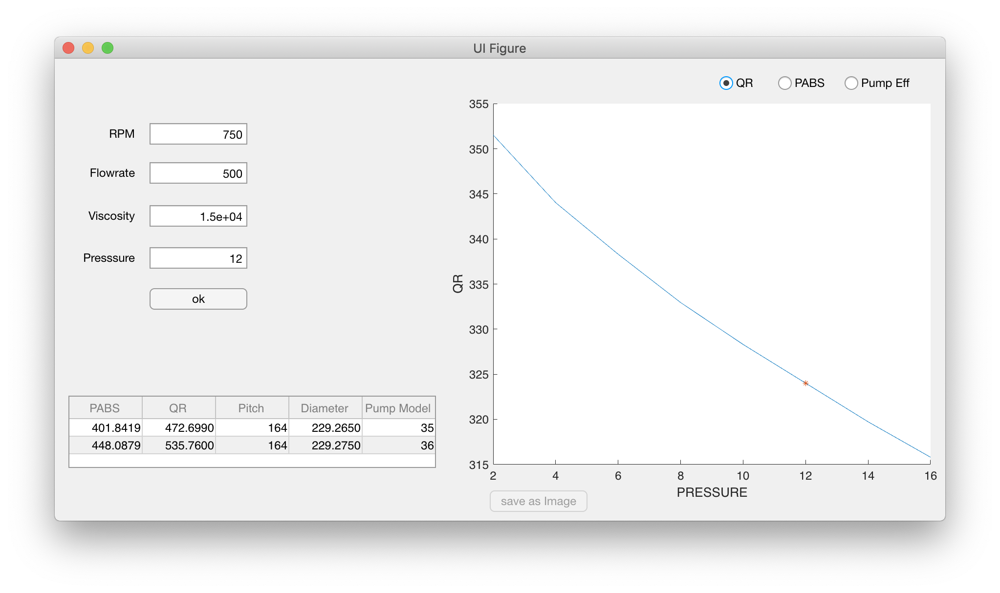 UI Figure
QR PABS Pump Eff
RPM 750
Flowrate 500
Viscosity 1.5e+04
Presssure 12
ok
PABS QR Pitch Diameter Pump Model
401.8419 472.6990 164 229.2650 35
448.0879 535.7600 164 229.2750 36
355
350
345
340
335
330
325
320
315
QR
2 4 6 8 10 12 14 16
PRESSURE
save as Image